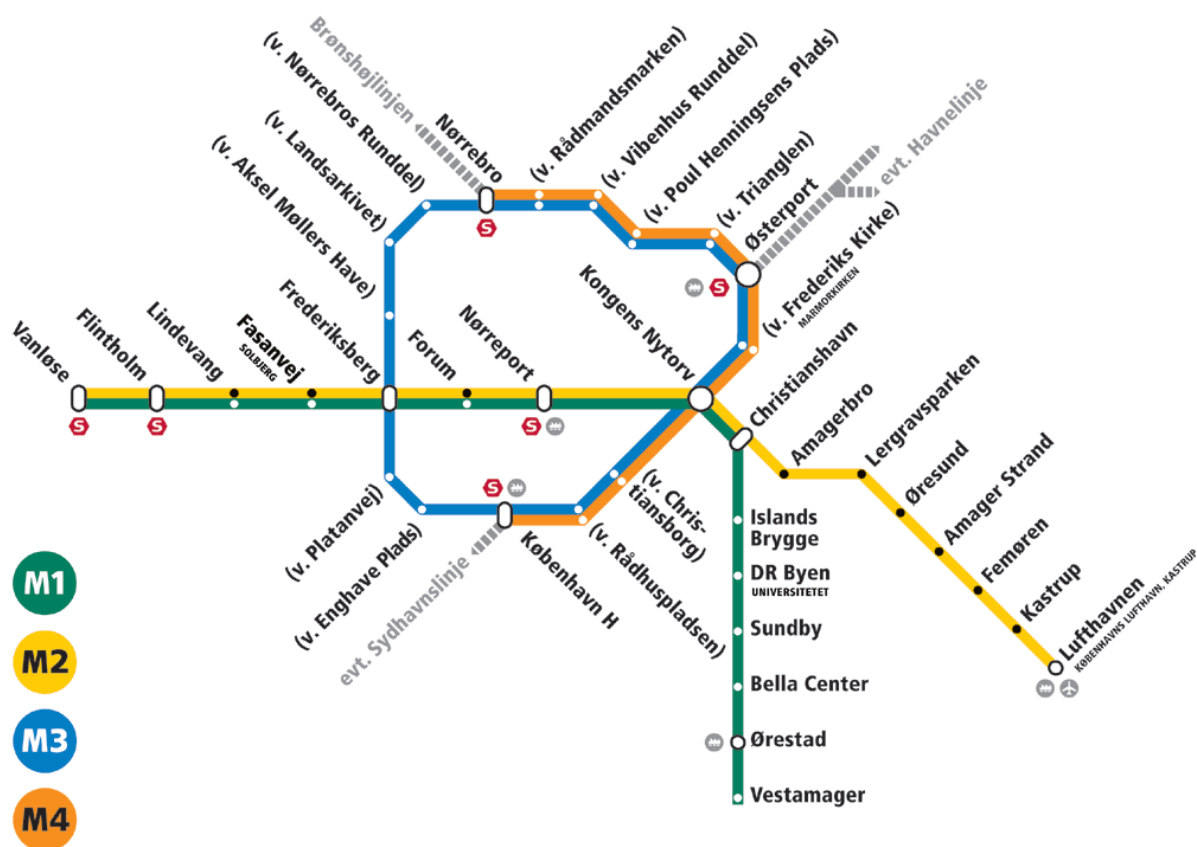 Brønshøjlinjen
(v. Nørrebros Runddel)
(v. Landsarkivet)
(v. Aksel Møllers Have)
Nørrebro
(v. Rådmandsmarken)
(v. Vibenhus Runddel)
(v. Poul Henningsens Plads)
(v. Trianglen)
Østerport
evt. Havnelinje
(v. Frederiks Kirke)
MARMORKIRKEN
Vanløse
Flintholm
Lindevang
Fasanvej
SOLBJERG
Frederiksberg
Forum
Nørreport
Kongens Nytorv
Christianshavn
Amagerbro
Lergravsparken
Øresund
Amager Strand
Femøren
Kastrup
Lufthavnen
KØBENHAVNS LUFTHAVN, KASTRUP
S
S
S
S
S
S
(v. Platanvej)
(v. Enghave Plads)
evt. Sydhavnslinje
København H
(v. Rådhuspladsen)
(v. Chris-
tiansborg)
Islands
Brygge
DR Byen
UNIVERSITETET
Sundby
Bella Center
Ørestad
Vestamager
M1
M2
M3
M4